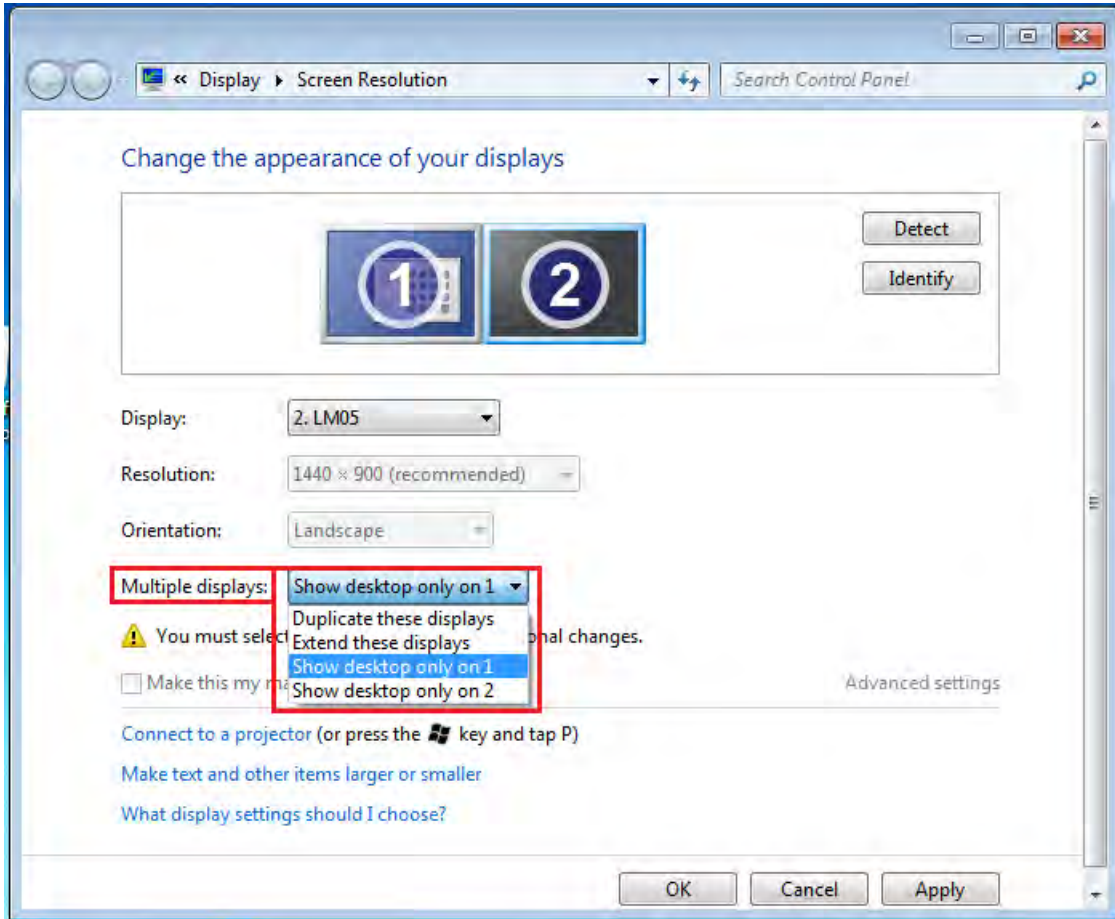 « Display ▸ Screen Resolution
Search Control Panel
Change the appearance of your displays
1 2
Detect
Identify
Display: 2. LM05
Resolution: 1440 × 900 (recommended)
Orientation: Landscape
Multiple displays: Show desktop only on 1
Duplicate these displays
You must select onal changes.
Extend these displays
Show desktop only on 1
Make this my ma
Show desktop only on 2
Advanced settings
Connect to a projector (or press the key and tap P)
Make text and other items larger or smaller
What display settings should I choose?
OK Cancel Apply